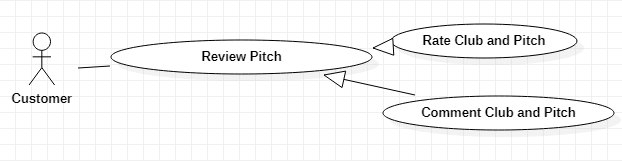 Review Pitch
Rate Club and Pitch
Customer
Comment Club and Pitch